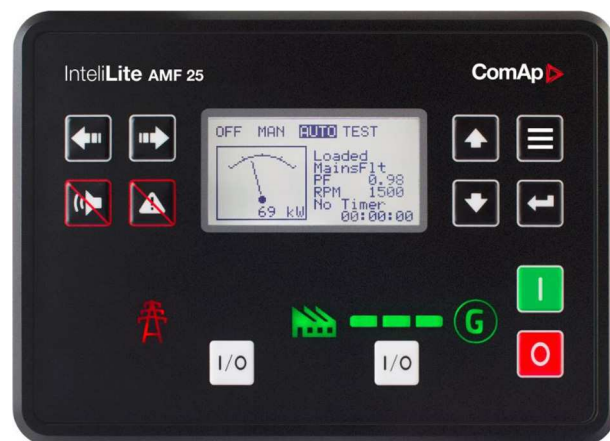 InteliLite AMF 25
ComAp
OFF MAN AUTO TEST
Loaded
MainsFlt
PF 0.98
RPM 1500
No Timer
00:00:00
69 kW
G
I
I/O
I/O
O